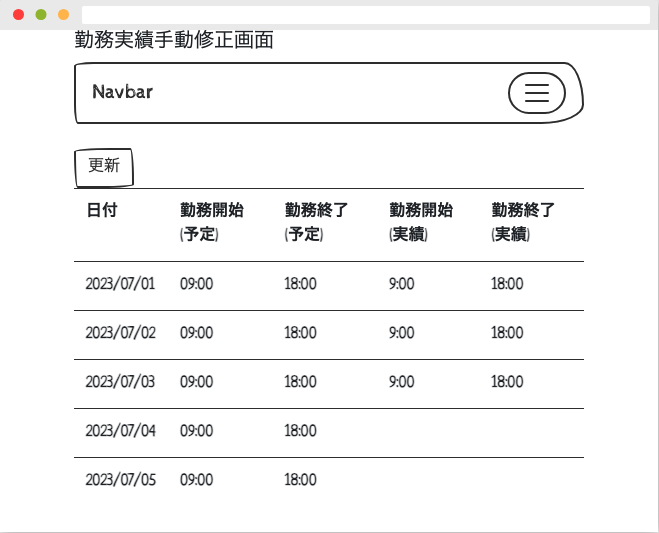 勤務実績手動修正画面
Navbar
更新
日付 勤務開始 勤務終了 勤務開始 勤務終了
(予定) (予定) (実績) (実績)
2023/07/01 09:00 18:00 9:00 18:00
2023/07/02 09:00 18:00 9:00 18:00
2023/07/03 09:00 18:00 9:00 18:00
2023/07/04 09:00 18:00
2023/07/05 09:00 18:00